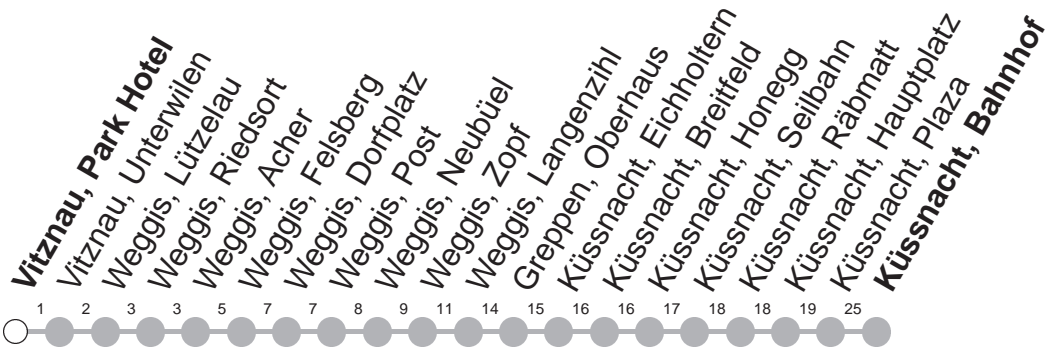 Vitznau, Park Hotel
Vitznau, Unterwilen
Weggis, Lützelau
Weggis, Riedsort
Weggis, Acher
Weggis, Felsberg
Weggis, Dorfplatz
Weggis, Post
Weggis, Neubüel
Weggis, Zopf
Weggis, Langenzihl
Greppen, Oberhaus
Küssnacht, Eichholtern
Küssnacht, Breitfeld
Küssnacht, Honegg
Küssnacht, Seilbahn
Küssnacht, Räbmatt
Küssnacht, Hauptplatz
Küssnacht, Plaza
Küssnacht, Bahnhof
1 2 3 3 5 7 7 8 9 11 14 15 16 16 17 18 18 19 25